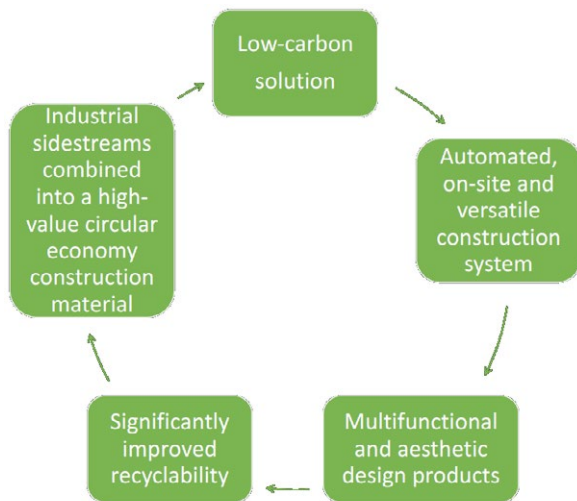 Low-carbon
solution
Automated,
on-site and
versatile
construction
system
Multifunctional
and aesthetic
design products
Significantly
improved
recyclability
Industrial
sidestreams
combined
into a high-
value circular
economy
construction
material